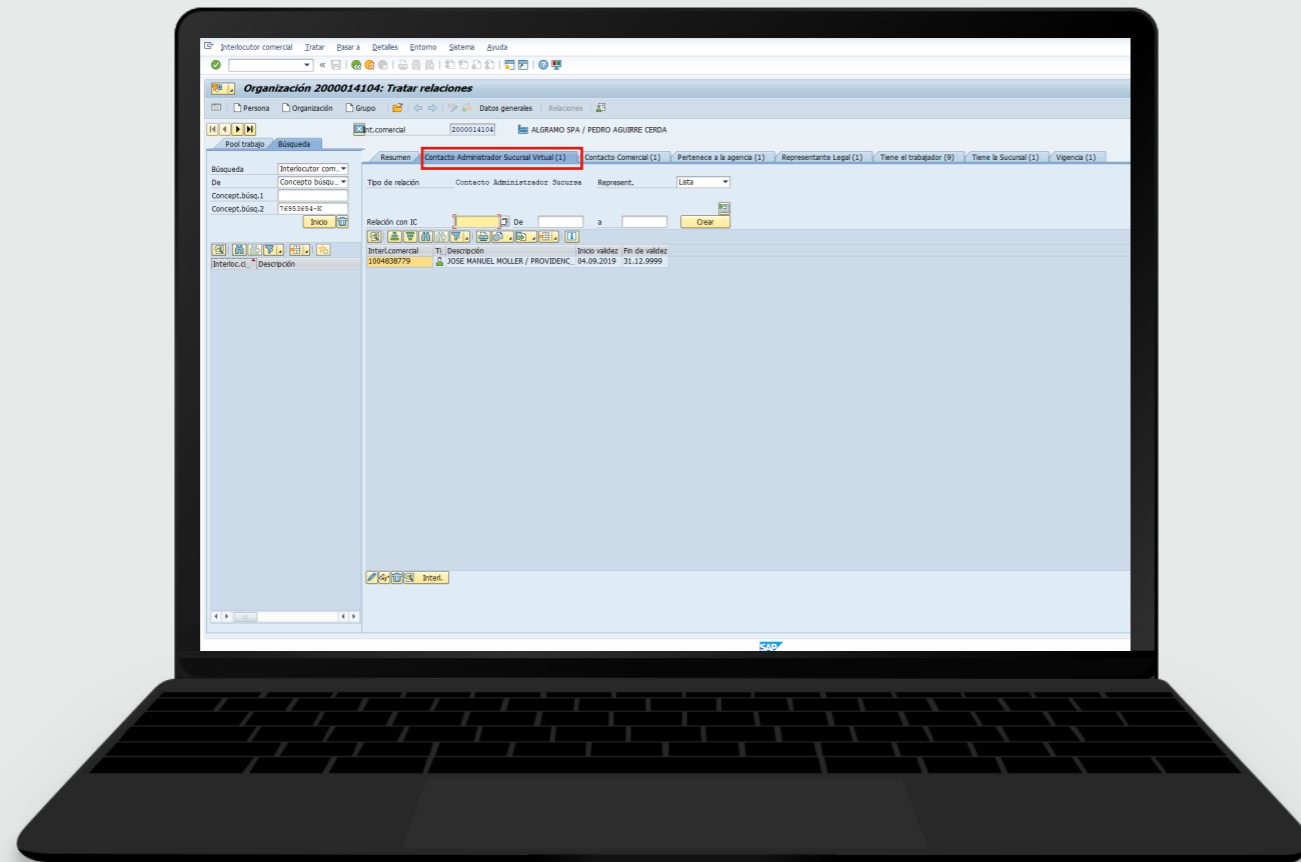 Interlocutor comercial Tratar Pasar a Detalles Entorno Sistema Ayuda
Organización 2000014104: Tratar relaciones
Persona Organización Grupo Datos generales Relaciones
Int.comercial 2000014104 ALGRAMO SPA / PEDRO AGUIRRE CERDA
Pool trabajo Búsqueda
Resumen Contacto Administrador Sucursal Virtual (1) Contacto Comercial (1) Pertenece a la agencia (1) Representante Legal (1) Tiene el trabajador (9) Tiene la Sucursal (1) Vigencia (1)
Búsqueda Interlocutor com..
De Concepto búsqu..
Concept.búsq.1
Concept.búsq.2 76953654-K
Inicio
Tipo de relación Contacto Administrador Sucursa Represent. Lista
Relación con IC De a Crear
Interloc.c.. Descripción
Interl.comercial Ti Descripción Inicio validez Fin de validez
1004838779 JOSE MANUEL MOLLER / PROVIDENC.. 04.09.2019 31.12.9999
Interl.
SAP